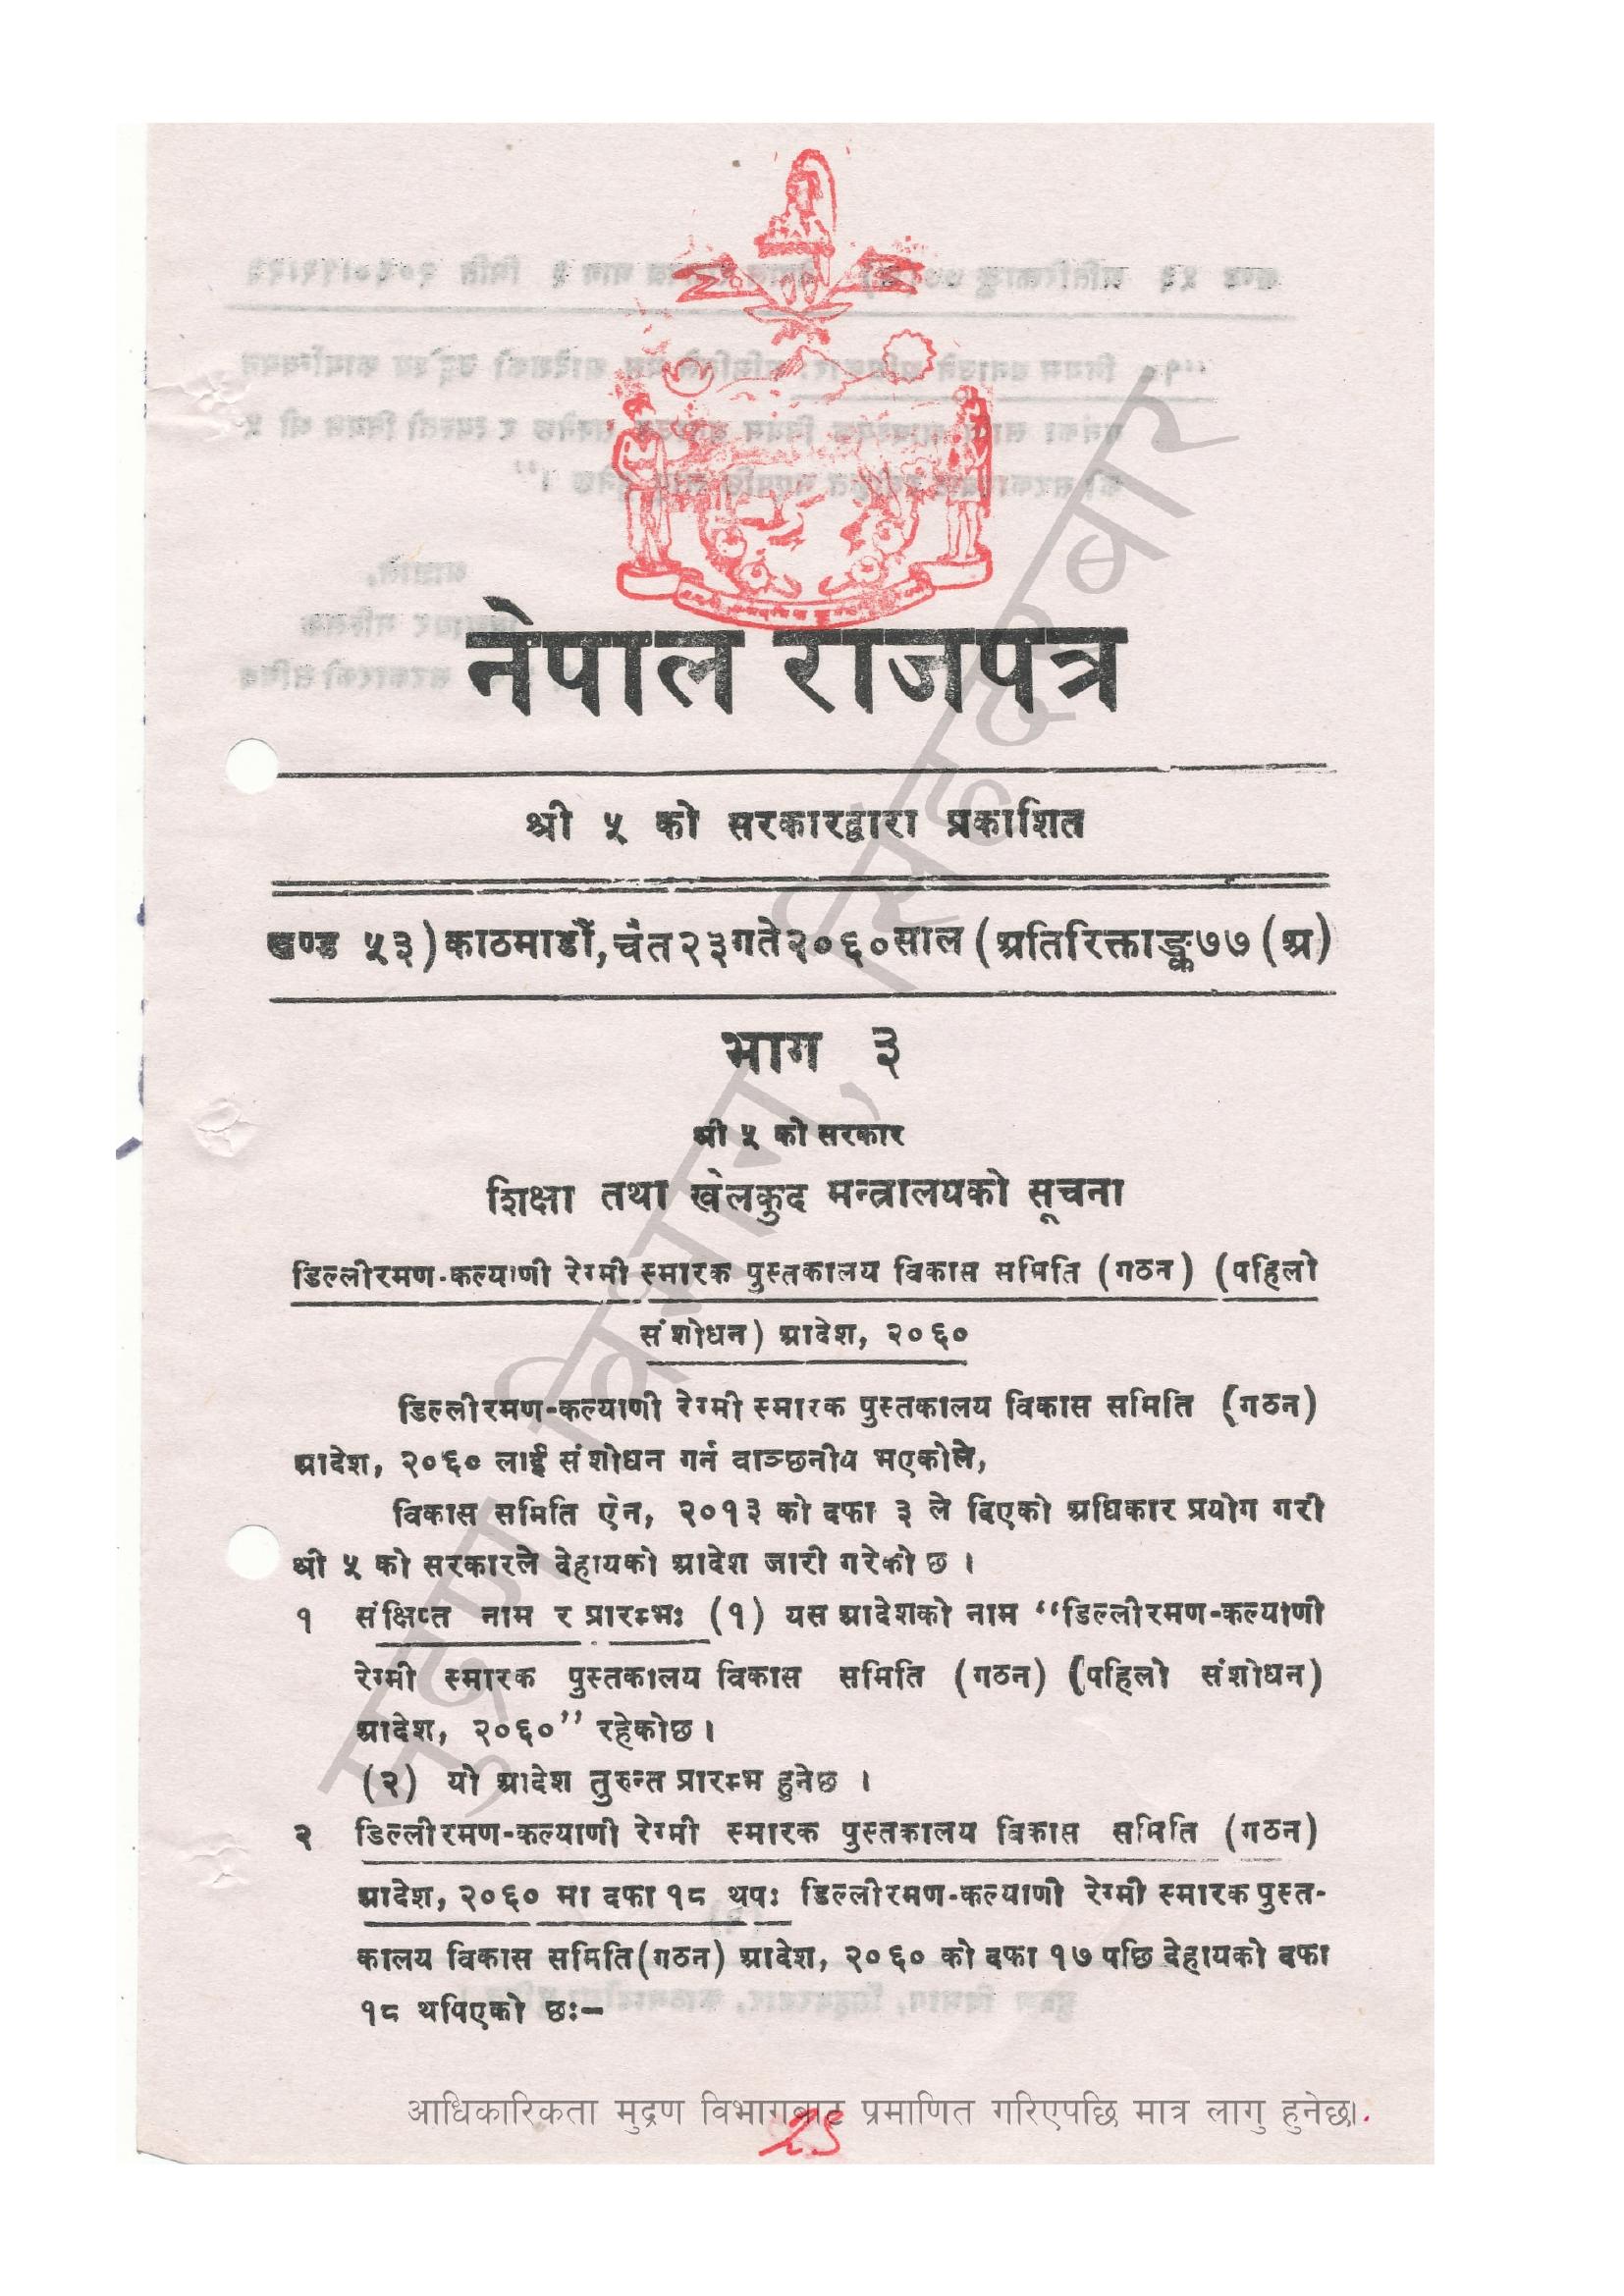 नेपाल राजपत्र
श्री ५ को सरकारद्वारा प्रकाशित
खण्ड ५३) काठमाडौं, चैत २३ गते २०६० साल (अतिरिक्ताङ्क ७७ (अ)
भाग ३
श्री ५ को सरकार
शिक्षा तथा खेलकुद मन्त्रालयको सूचना
डिल्लीरमण-कल्याणी रेग्मी स्मारक पुस्तकालय विकास समिति (गठन) (पहिलो
संशोधन) आदेश, २०६०
डिल्लीरमण-कल्याणी रेग्मी स्मारक पुस्तकालय विकास समिति (गठन)
आदेश, २०६० लाई संशोधन गर्न वाञ्छनीय भएकोले,
विकास समिति ऐन, २०१३ को दफा ३ ले दिएको अधिकार प्रयोग गरी
श्री ५ को सरकारले देहायको आदेश जारी गरेको छ ।
१ संक्षिप्त नाम र प्रारम्भः (१) यस आदेशको नाम “डिल्लीरमण-कल्याणी
रेग्मी स्मारक पुस्तकालय विकास समिति (गठन) (पहिलो संशोधन)
आदेश, २०६०” रहेकोछ ।
(२) यो आदेश तुरुन्त प्रारम्भ हुनेछ ।
२ डिल्लीरमण-कल्याणी रेग्मी स्मारक पुस्तकालय विकास समिति (गठन)
आदेश, २०६० मा दफा १८ थपः डिल्लीरमण-कल्याणी रेग्मी स्मारक पुस्त-
कालय विकास समिति (गठन) आदेश, २०६० को दफा १७ पछि देहायको दफा
१८ थपिएको छः–
मुद्रण विभाग, सिंहदरबार
आधिकारिकता मुद्रण विभागबाट प्रमाणित गरिएपछि मात्र लागु हुनेछ।